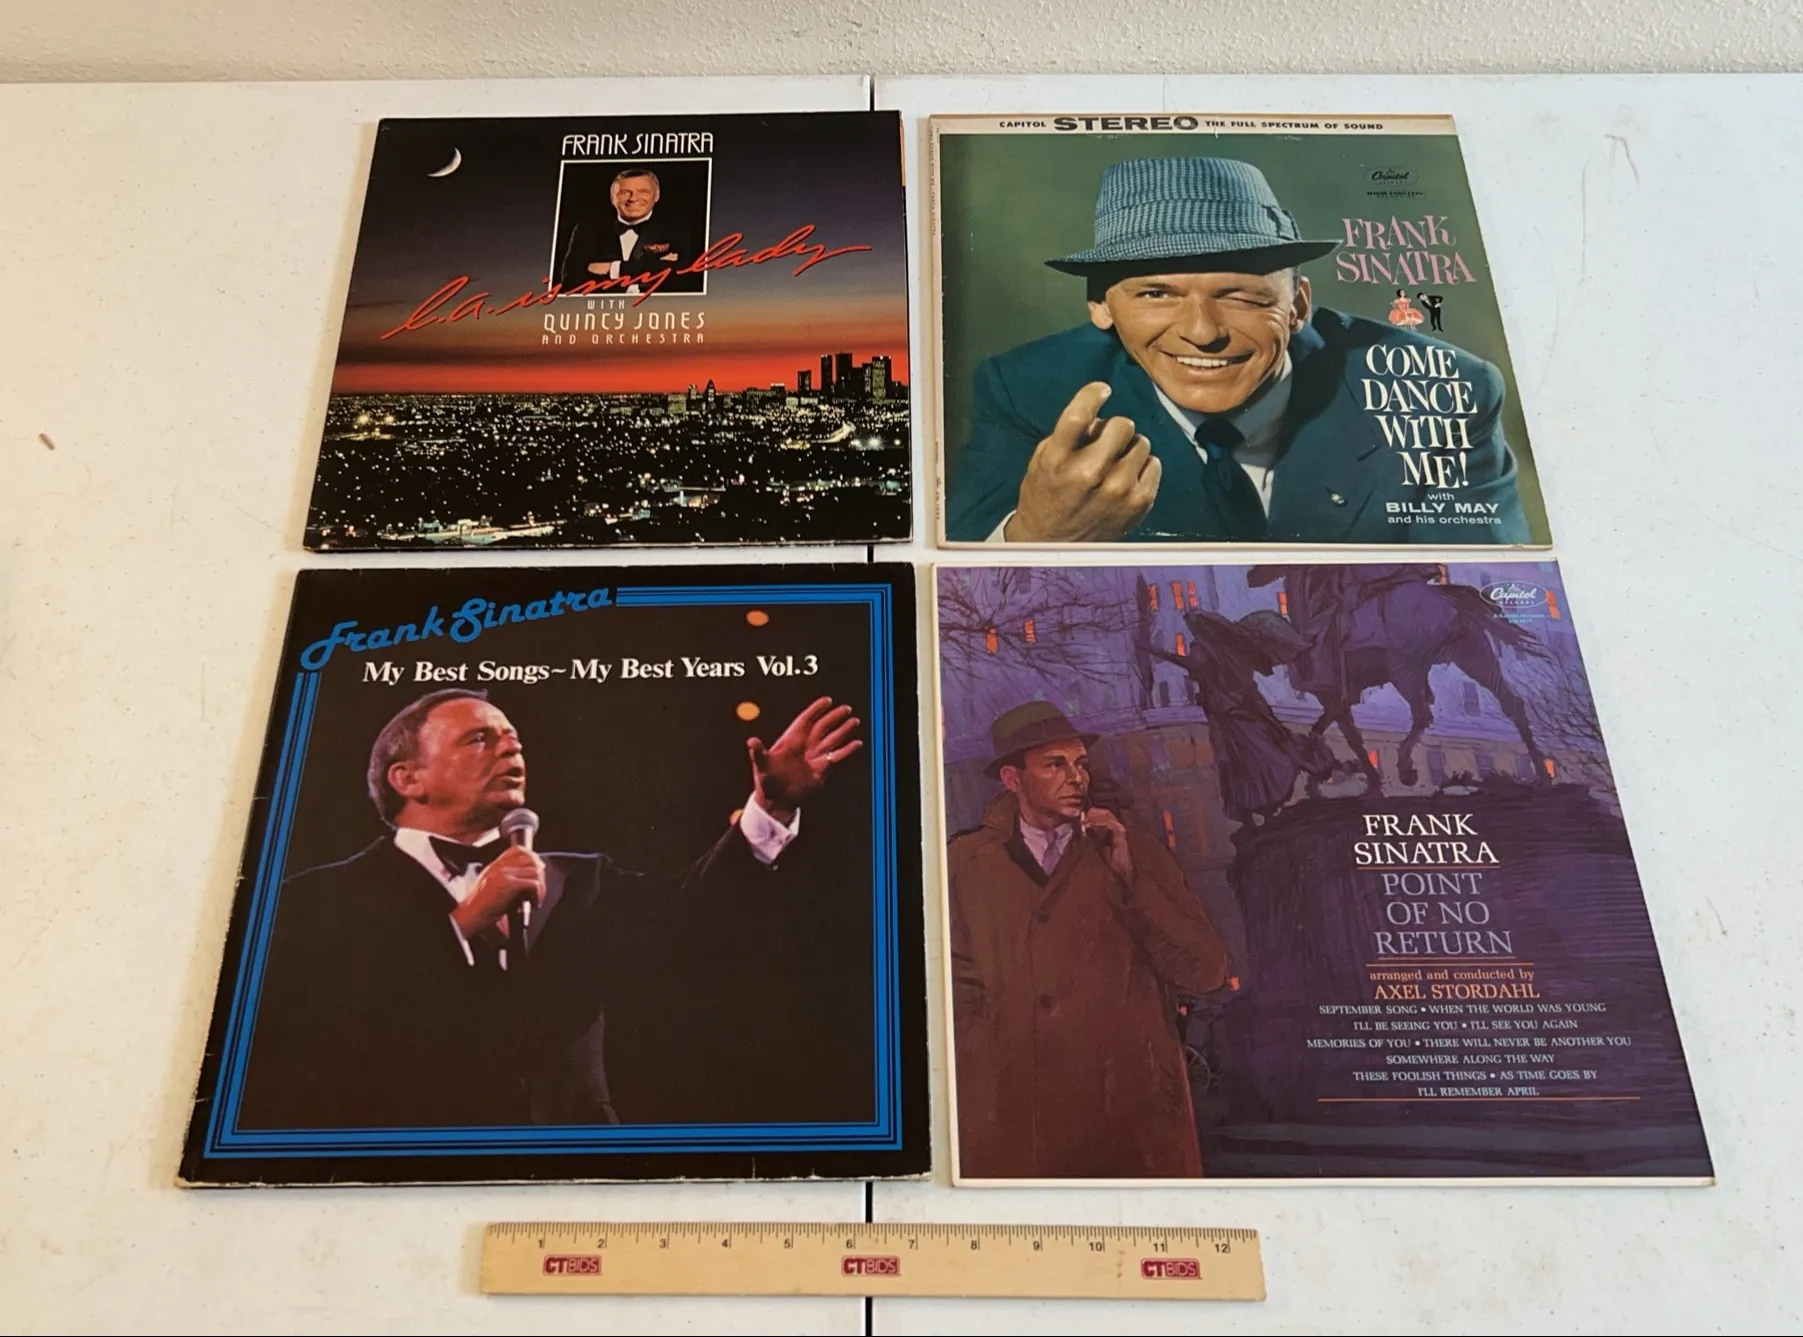 FRANK SINATRA
l.a. is my lady
WITH
QUINCY JONES
AND ORCHESTRA
CAPITOL STEREO THE FULL SPECTRUM OF SOUND
Capitol
FRANK
SINATRA
COME
DANCE
WITH
ME!
with
BILLY MAY
and his orchestra
Frank Sinatra
My Best Songs~My Best Years Vol.3
Capitol
RECORDS
FRANK
SINATRA
POINT
OF NO
RETURN
arranged and conducted by
AXEL STORDAHL
SEPTEMBER SONG • WHEN THE WORLD WAS YOUNG
I'LL BE SEEING YOU • I'LL SEE YOU AGAIN
MEMORIES OF YOU • THERE WILL NEVER BE ANOTHER YOU
SOMEWHERE ALONG THE WAY
THESE FOOLISH THINGS • AS TIME GOES BY
I'LL REMEMBER APRIL
1 2 3 4 5 6 7 8 9 10 11 12
CTBIDS CTBIDS CTBIDS